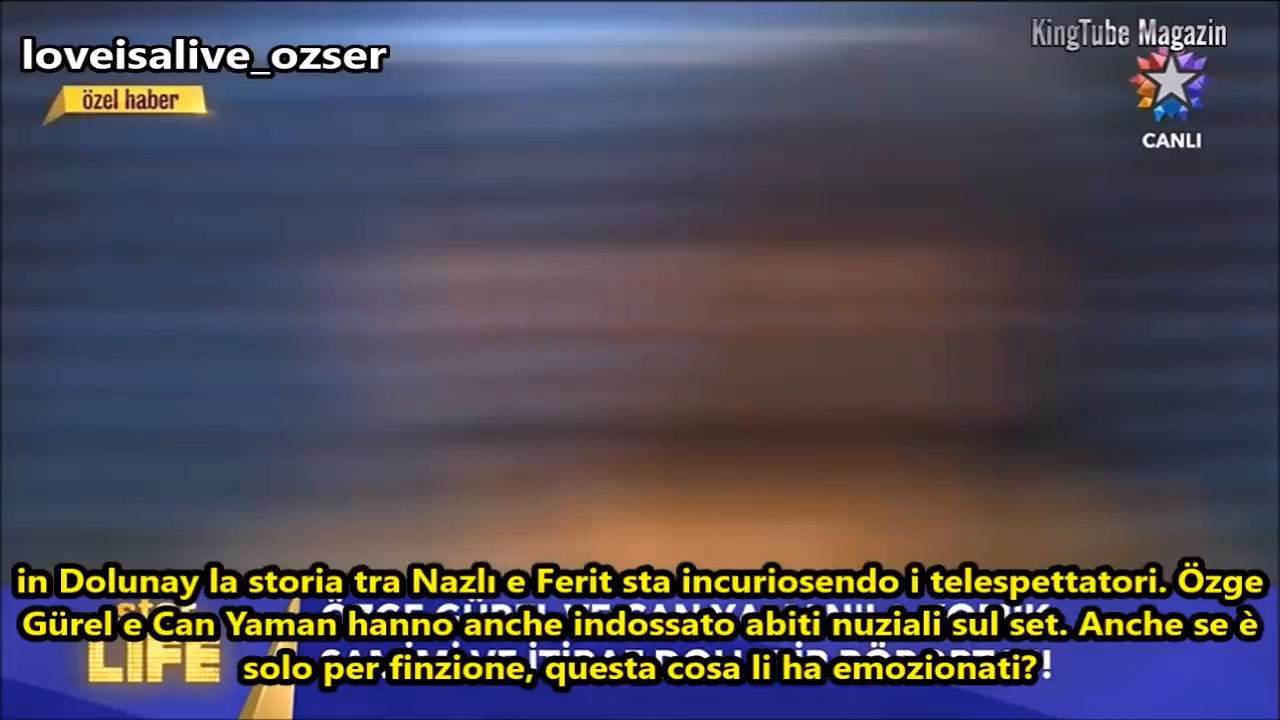 KingTube Magazin
loveisalive_ozser
özel haber
CANLI
in Dolunay la storia tra Nazlı e Ferit sta incuriosendo i telespettatori. Özge
Gürel e Can Yaman hanno anche indossato abiti nuziali sul set. Anche se è
solo per finzione, questa cosa li ha emozionati?
LIFE